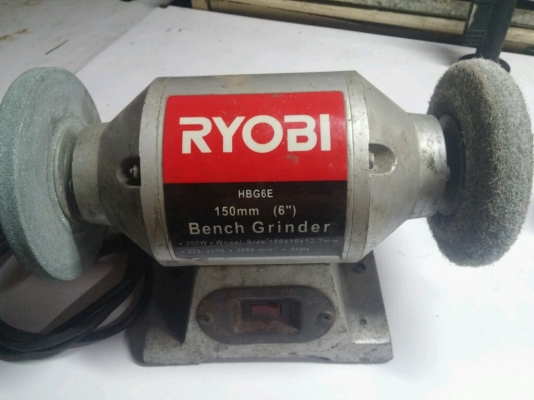 RYOBI
HBG6E
150mm (6")
Bench Grinder
Wheel Size